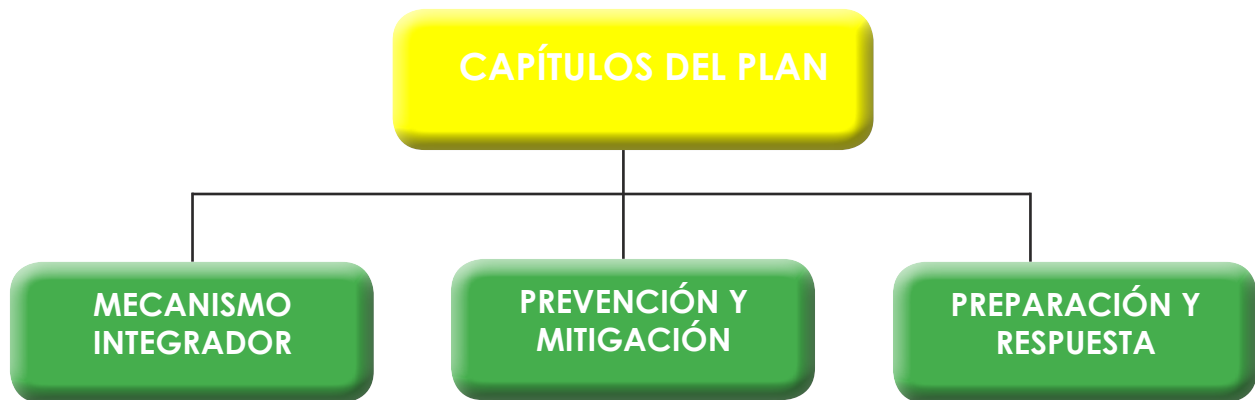 CAPÍTULOS DEL PLAN
MECANISMO
INTEGRADOR
PREVENCIÓN Y
MITIGACIÓN
PREPARACIÓN Y
RESPUESTA